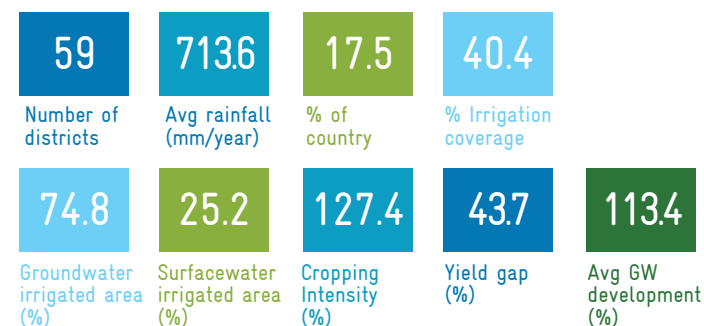 59 713.6 17.5 40.4
Number of Avg rainfall % of % Irrigation
districts (mm/year) country coverage
74.8 25.2 127.4 43.7 113.4
Groundwater Surfacewater Cropping Yield gap Avg GW
irrigated area irrigated area Intensity (%) development
(%) (%) (%) (%)